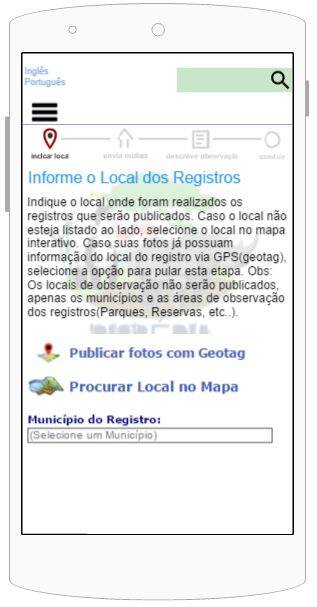 Inglês
Português
indicar local
enviar mídias
descreve observação
concluir
Informe o Local dos Registros
Indique o local onde foram realizados os
registros que serão publicados. Caso o local não
esteja listado ao lado, selecione o local no mapa
interativo. Caso suas fotos já possuam
informação do local do registro via GPS(geotag),
selecione a opção para pular esta etapa. Obs:
Os locais de observação não serão publicados,
apenas os municípios e as áreas de observação
dos registros(Parques, Reservas, etc..).
Publicar fotos com Geotag
Procurar Local no Mapa
Município do Registro:
(Selecione um Município)